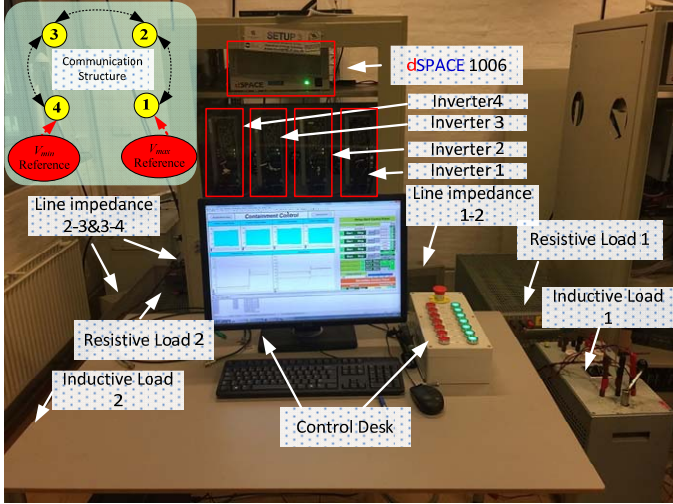 3
2
Communication
Structure
4
1
Vmin
Reference
Vmax
Reference
SETUP 3
dSPACE
dSPACE 1006
Inverter4
Inverter 3
Inverter 2
Inverter 1
Line impedance
2-3&3-4
Line impedance
1-2
Containment Control
Resistive Load 1
Inductive Load
1
Resistive Load 2
Inductive Load
2
Control Desk